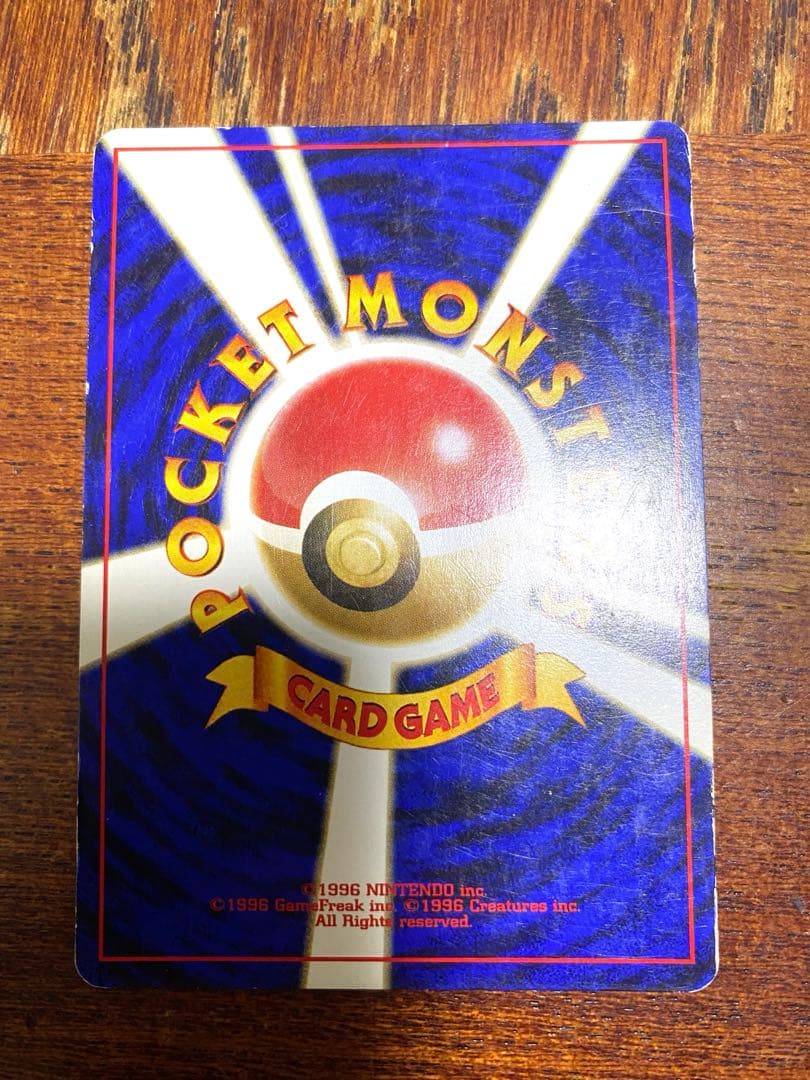 POCKET MONSTERS
CARD GAME
©1996 NINTENDO inc.
©1996 GameFreak inc. ©1996 Creatures inc.
All Rights reserved.